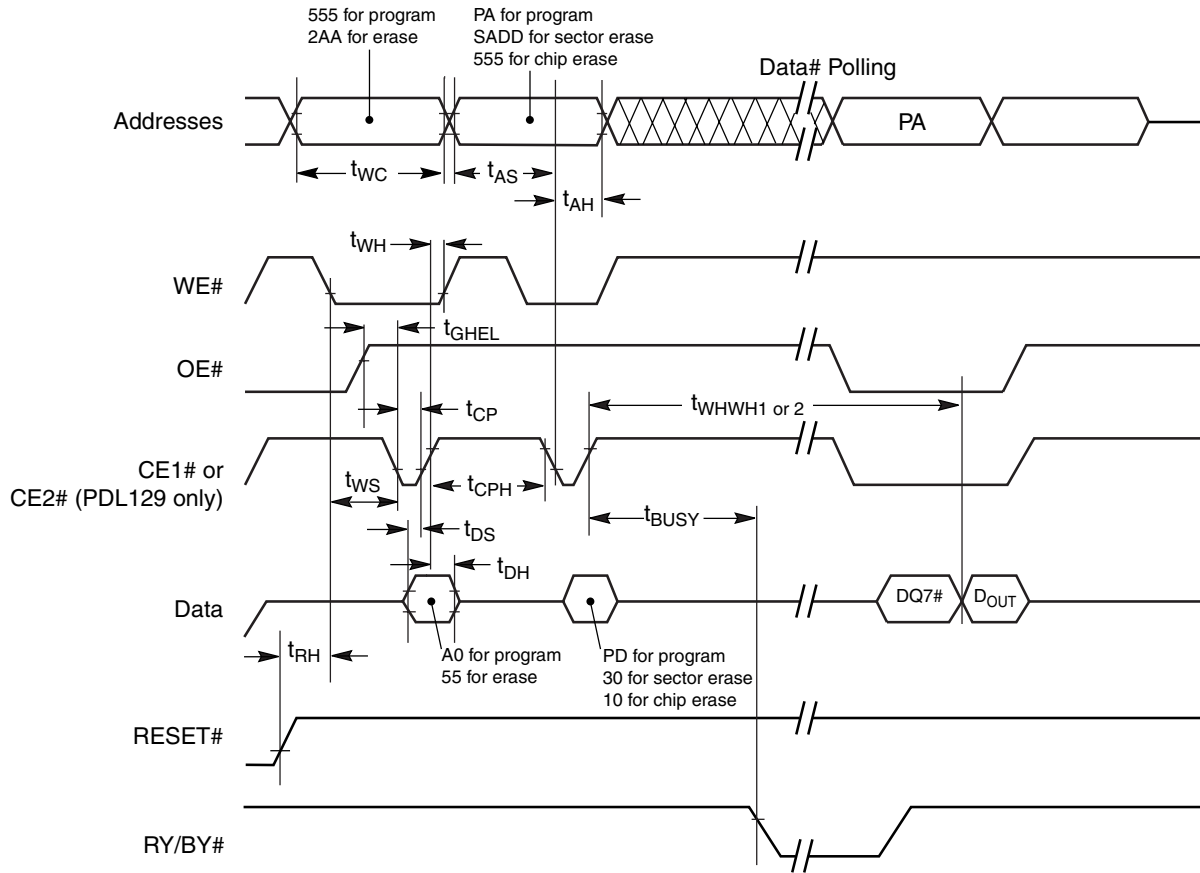 555 for program
2AA for erase
PA for program
SADD for sector erase
555 for chip erase
Data# Polling
Addresses
PA
tWC
tAS
tAH
tWH
WE#
tGHEL
OE#
tCP
tWHWH1 or 2
CE1# or
CE2# (PDL129 only)
tWS
tCPH
tBUSY
tDS
tDH
Data
DQ7#
DOUT
tRH
A0 for program
55 for erase
PD for program
30 for sector erase
10 for chip erase
RESET#
RY/BY#